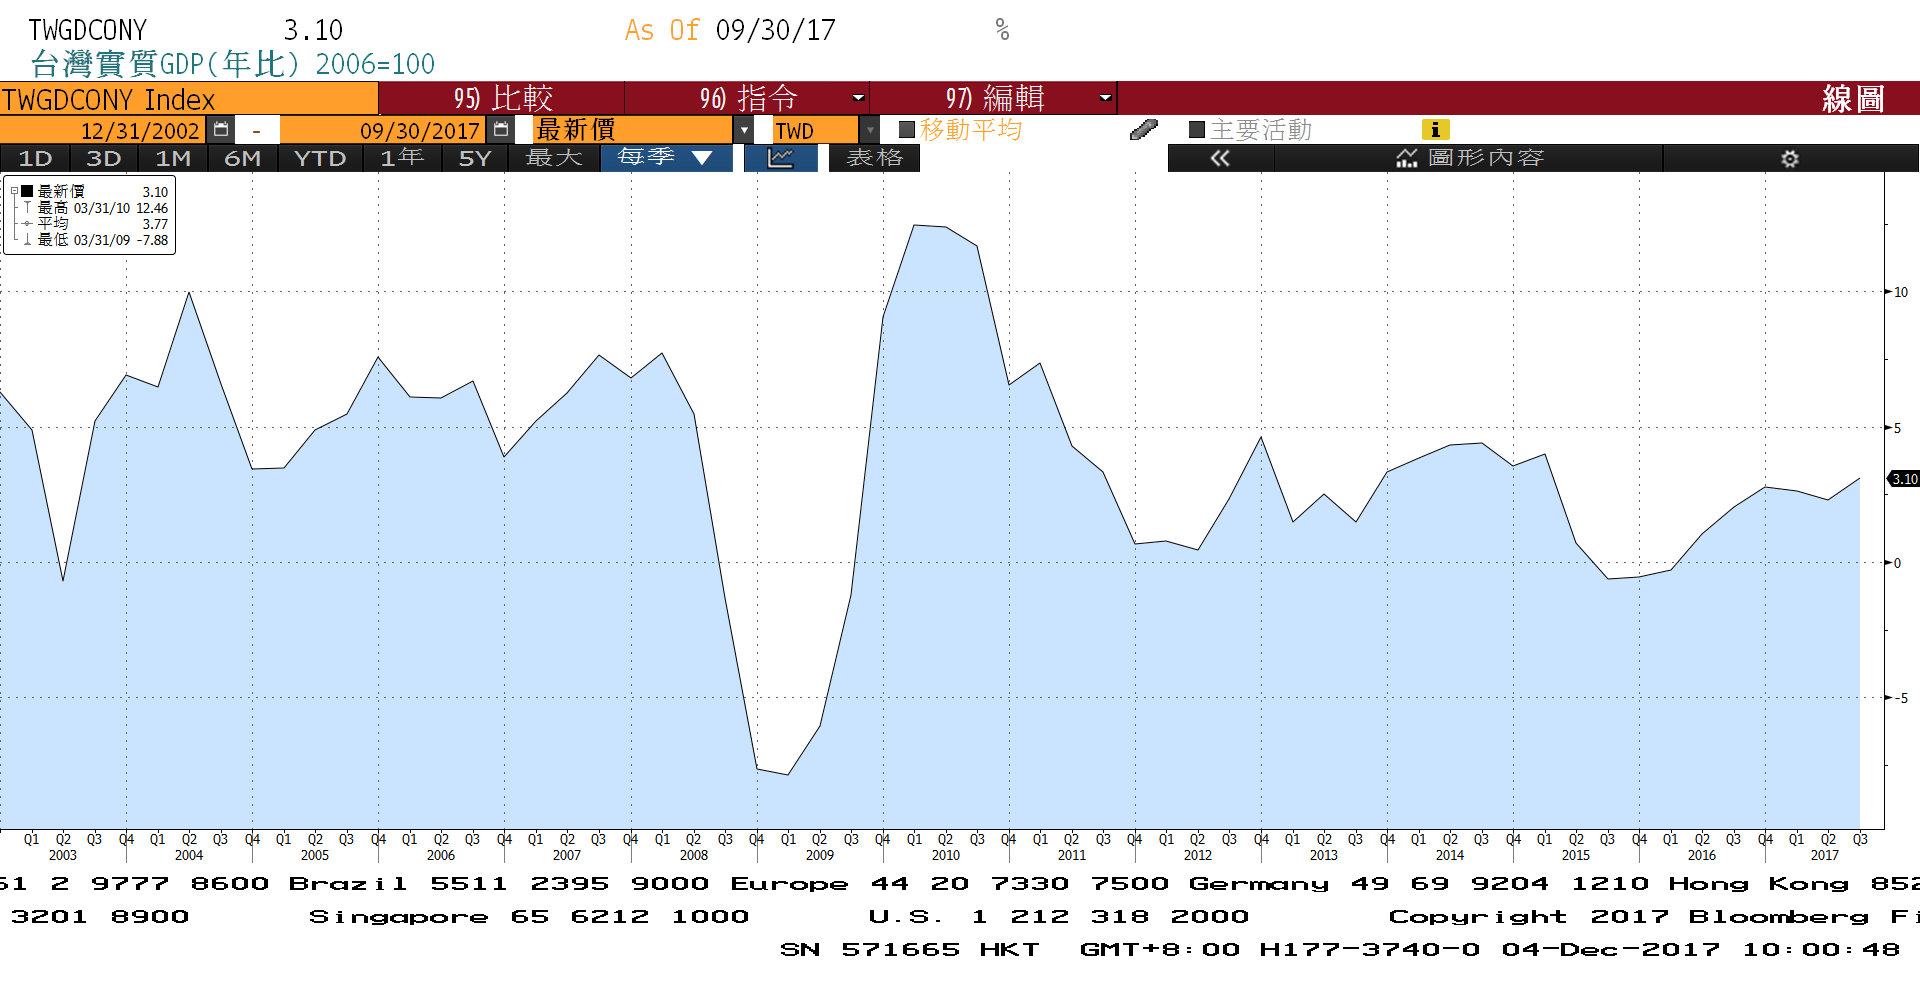 TWGDCONY 3.10 As Of 09/30/17 %
台灣實質GDP(年比) 2006=100
TWGDCONY Index 95) 比較 96) 指令 97) 編輯 線圖
12/31/2002 - 09/30/2017 最新價 TWD 移動平均 主要活動 i
1D 3D 1M 6M YTD 1年 5Y 最大 每季 ▼ 表格 « 圖形內容
最新價 3.10
最高 03/31/10 12.46
平均 3.77
最低 03/31/09 -7.88
10
5
3.10
0
-5
Q1 Q2 Q3 Q4 Q1 Q2 Q3 Q4 Q1 Q2 Q3 Q4 Q1 Q2 Q3 Q4 Q1 Q2 Q3 Q4 Q1 Q2 Q3 Q4 Q1 Q2 Q3 Q4 Q1 Q2 Q3 Q4 Q1 Q2 Q3 Q4 Q1 Q2 Q3 Q4 Q1 Q2 Q3 Q4 Q1 Q2 Q3 Q4 Q1 Q2 Q3 Q4 Q1 Q2 Q3 Q4 Q1 Q2 Q3
2003 2004 2005 2006 2007 2008 2009 2010 2011 2012 2013 2014 2015 2016 2017
61 2 9777 8600 Brazil 5511 2395 9000 Europe 44 20 7330 7500 Germany 49 69 9204 1210 Hong Kong 852
3201 8900 Singapore 65 6212 1000 U.S. 1 212 318 2000 Copyright 2017 Bloomberg Fi
SN 571665 HKT GMT+8:00 H177-3740-0 04-Dec-2017 10:00:48